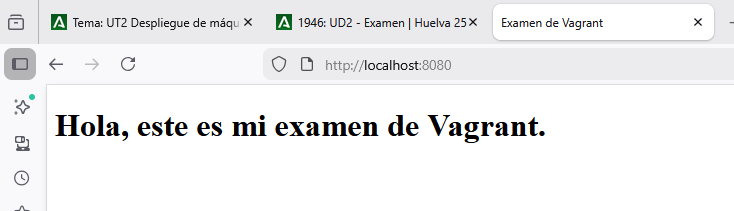 Tema: UT2 Despliegue de máqu
1946: UD2 - Examen | Huelva 25
Examen de Vagrant
http://localhost:8080
Hola, este es mi examen de Vagrant.